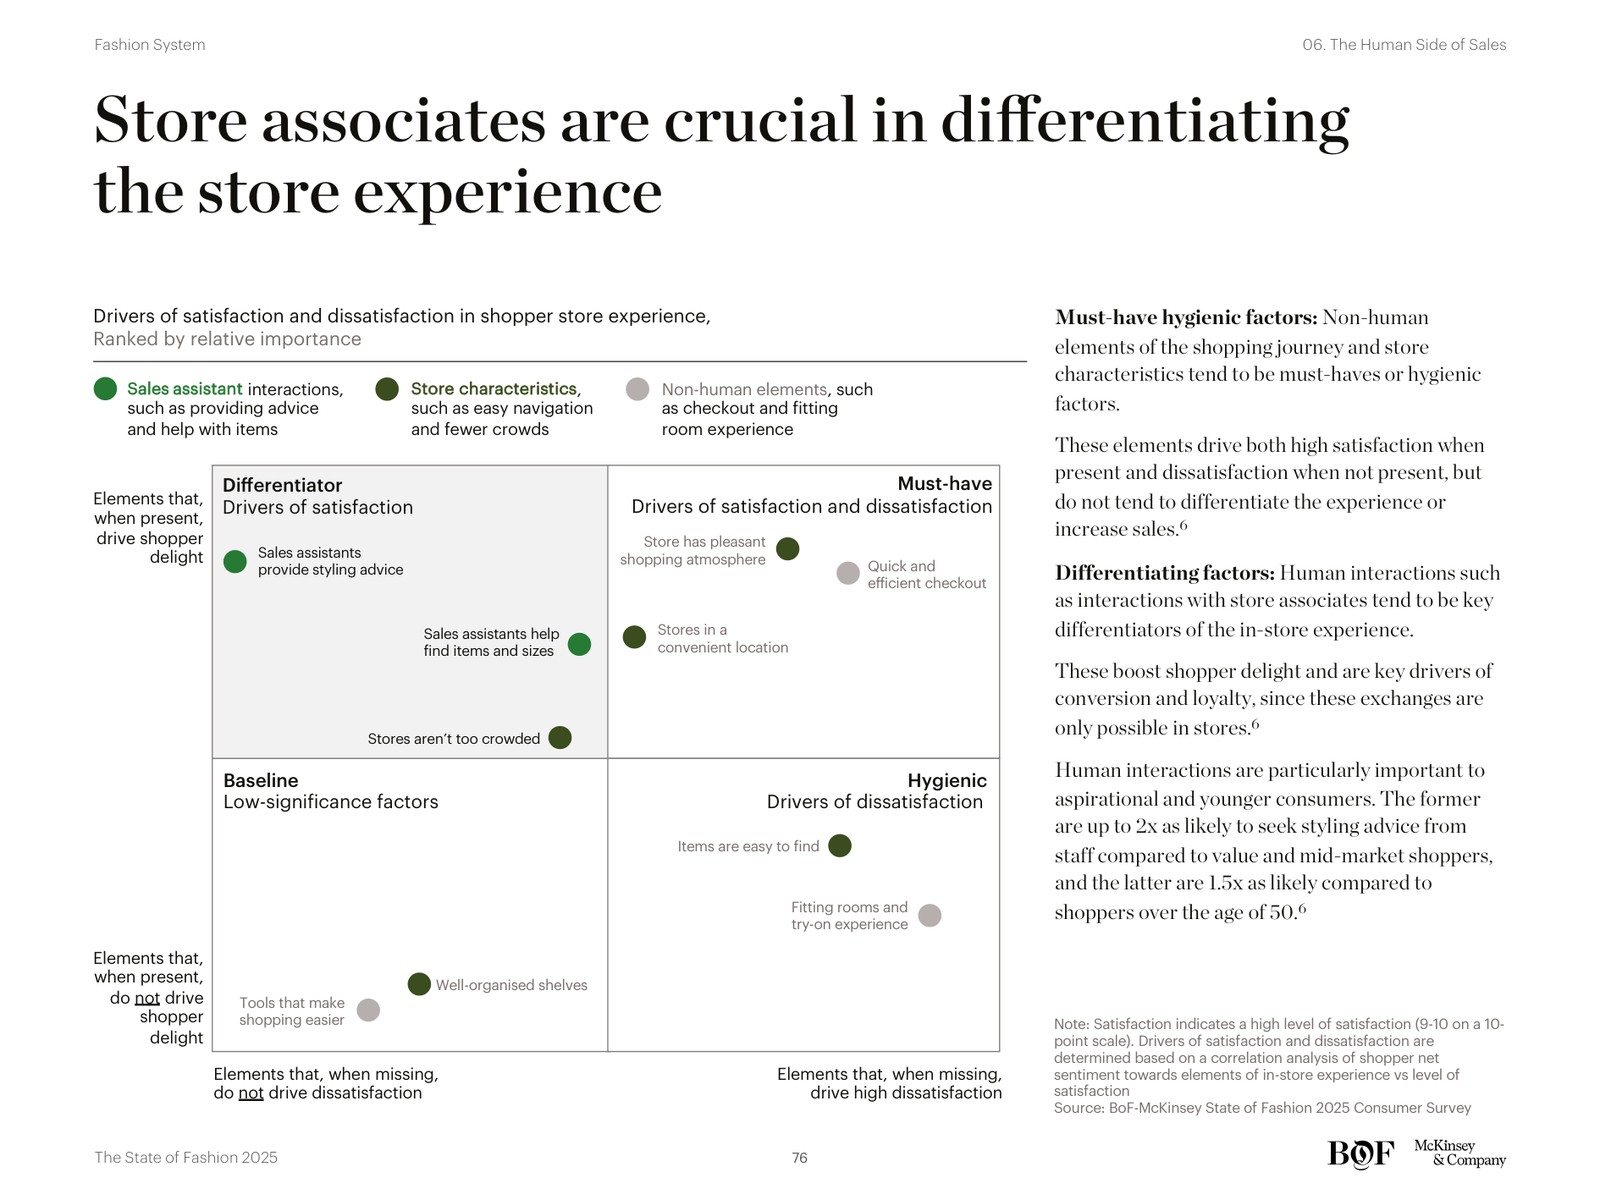 Fashion System
06. The Human Side of Sales
Store associates are crucial in differentiating
the store experience
Drivers of satisfaction and dissatisfaction in shopper store experience,
Ranked by relative importance
Sales assistant interactions,
such as providing advice
and help with items
Store characteristics,
such as easy navigation
and fewer crowds
Non-human elements, such
as checkout and fitting
room experience
Elements that,
when present,
drive shopper
delight
Differentiator
Drivers of satisfaction
Sales assistants
provide styling advice
Sales assistants help
find items and sizes
Stores aren’t too crowded
Must-have
Drivers of satisfaction and dissatisfaction
Store has pleasant
shopping atmosphere
Quick and
efficient checkout
Stores in a
convenient location
Baseline
Low-significance factors
Well-organised shelves
Tools that make
shopping easier
Hygienic
Drivers of dissatisfaction
Items are easy to find
Fitting rooms and
try-on experience
Elements that,
when present,
do not drive
shopper
delight
Elements that, when missing,
do not drive dissatisfaction
Elements that, when missing,
drive high dissatisfaction
Must-have hygienic factors: Non-human
elements of the shopping journey and store
characteristics tend to be must-haves or hygienic
factors.
These elements drive both high satisfaction when
present and dissatisfaction when not present, but
do not tend to differentiate the experience or
increase sales.6
Differentiating factors: Human interactions such
as interactions with store associates tend to be key
differentiators of the in-store experience.
These boost shopper delight and are key drivers of
conversion and loyalty, since these exchanges are
only possible in stores.6
Human interactions are particularly important to
aspirational and younger consumers. The former
are up to 2x as likely to seek styling advice from
staff compared to value and mid-market shoppers,
and the latter are 1.5x as likely compared to
shoppers over the age of 50.6
Note: Satisfaction indicates a high level of satisfaction (9-10 on a 10-
point scale). Drivers of satisfaction and dissatisfaction are
determined based on a correlation analysis of shopper net
sentiment towards elements of in-store experience vs level of
satisfaction
Source: BoF-McKinsey State of Fashion 2025 Consumer Survey
The State of Fashion 2025
76
BOF
McKinsey
& Company